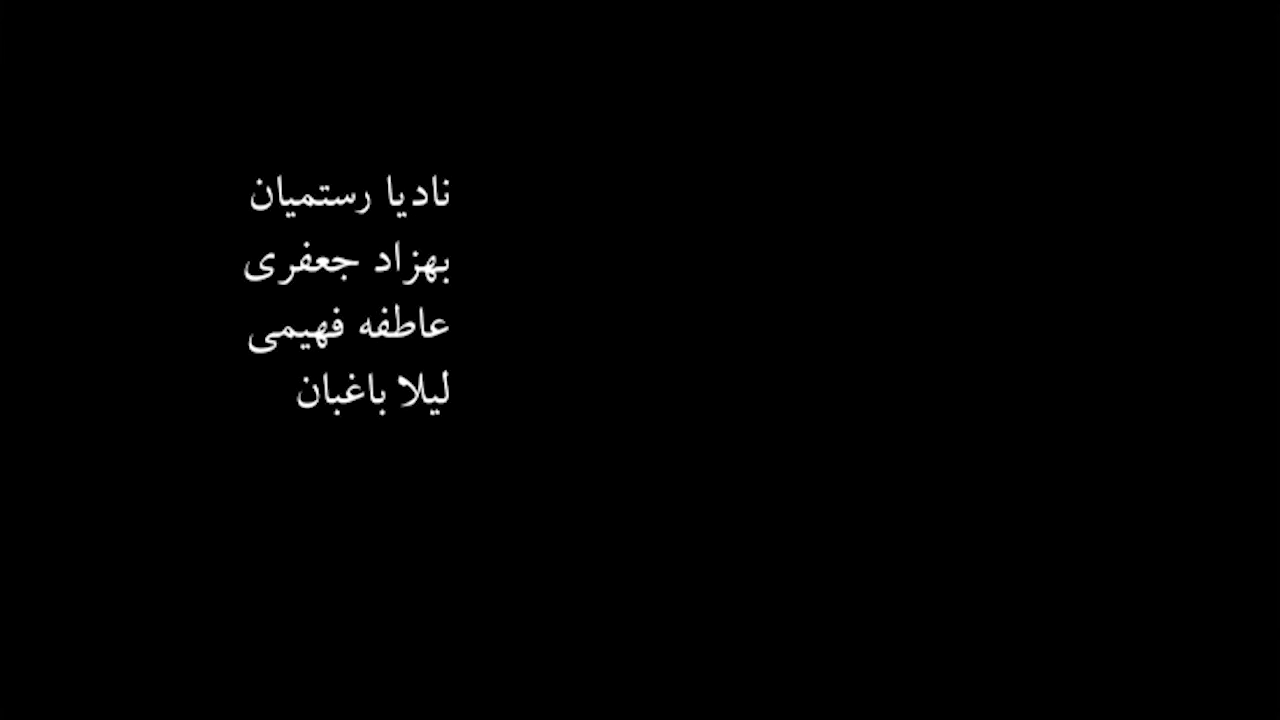 نادیا رستمیان
بهزاد جعفری
عاطفه فهیمی
لیلا باغبان